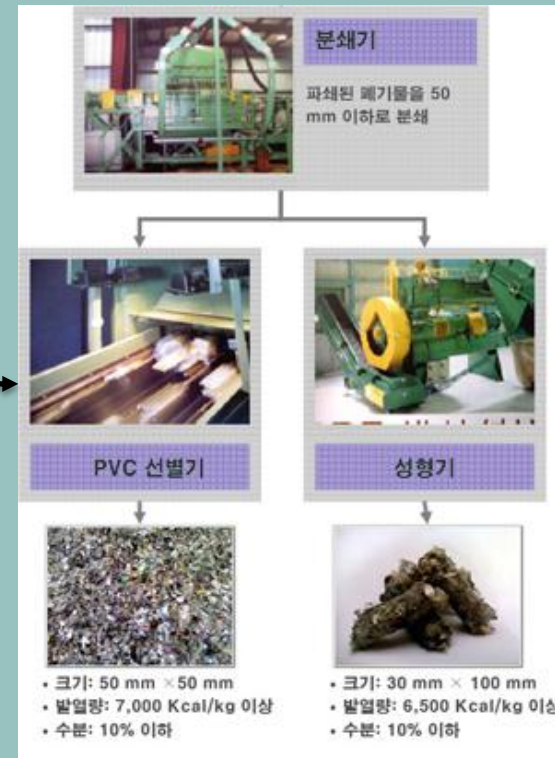 분쇄기
파쇄된 폐기물을 50
mm 이하로 분쇄
PVC 선별기
성형기
• 크기: 50 mm ×50 mm
• 발열량: 7,000 Kcal/kg 이상
• 수분: 10% 이하
• 크기: 30 mm × 100 mm
• 발열량: 6,500 Kcal/kg 이상
• 수분: 10% 이하